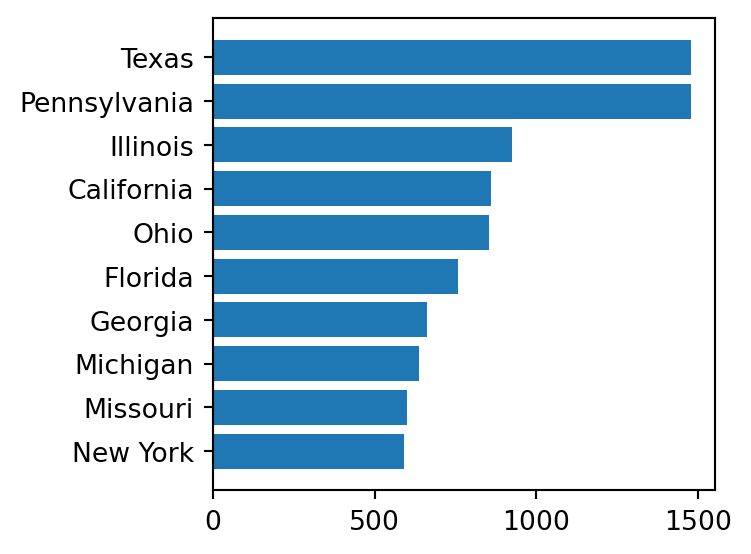 Texas
Pennsylvania
Illinois
California
Ohio
Florida
Georgia
Michigan
Missouri
New York
0 500 1000 1500